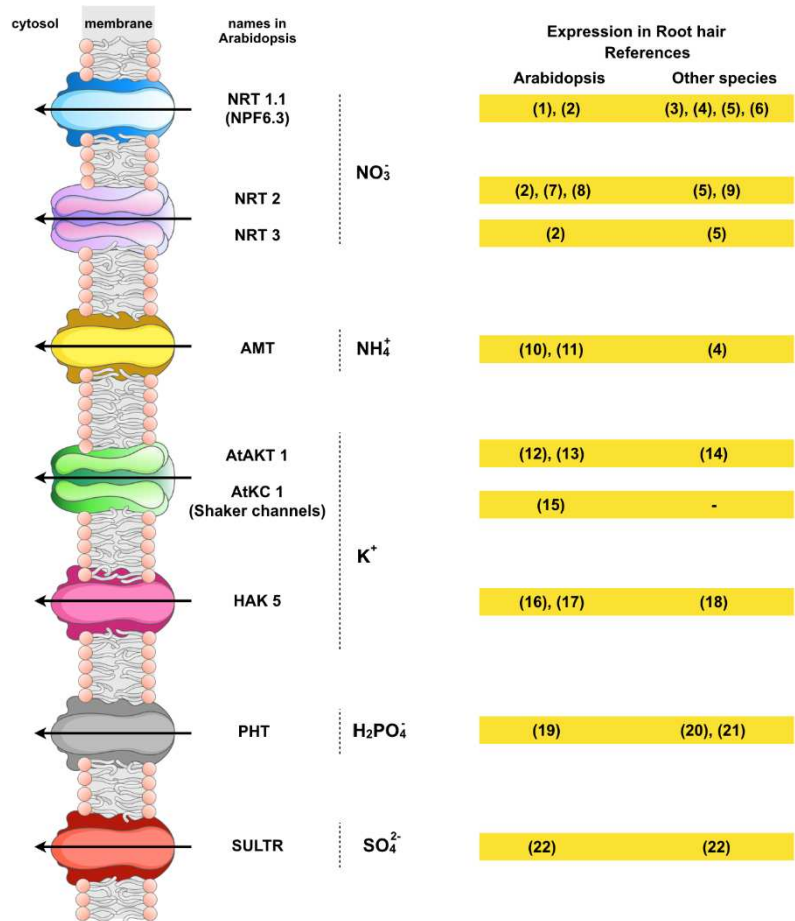 cytosol membrane names in Arabidopsis
Expression in Root hair
References
Arabidopsis Other species
NRT 1.1
(NPF6.3)
(1), (2) (3), (4), (5), (6)
NO₃⁻
NRT 2 (2), (7), (8) (5), (9)
NRT 3 (2) (5)
AMT NH₄⁺ (10), (11) (4)
AtAKT 1 (12), (13) (14)
AtKC 1
(Shaker channels)
(15) -
K⁺
HAK 5 (16), (17) (18)
PHT H₂PO₄⁻ (19) (20), (21)
SULTR SO₄²⁻ (22) (22)